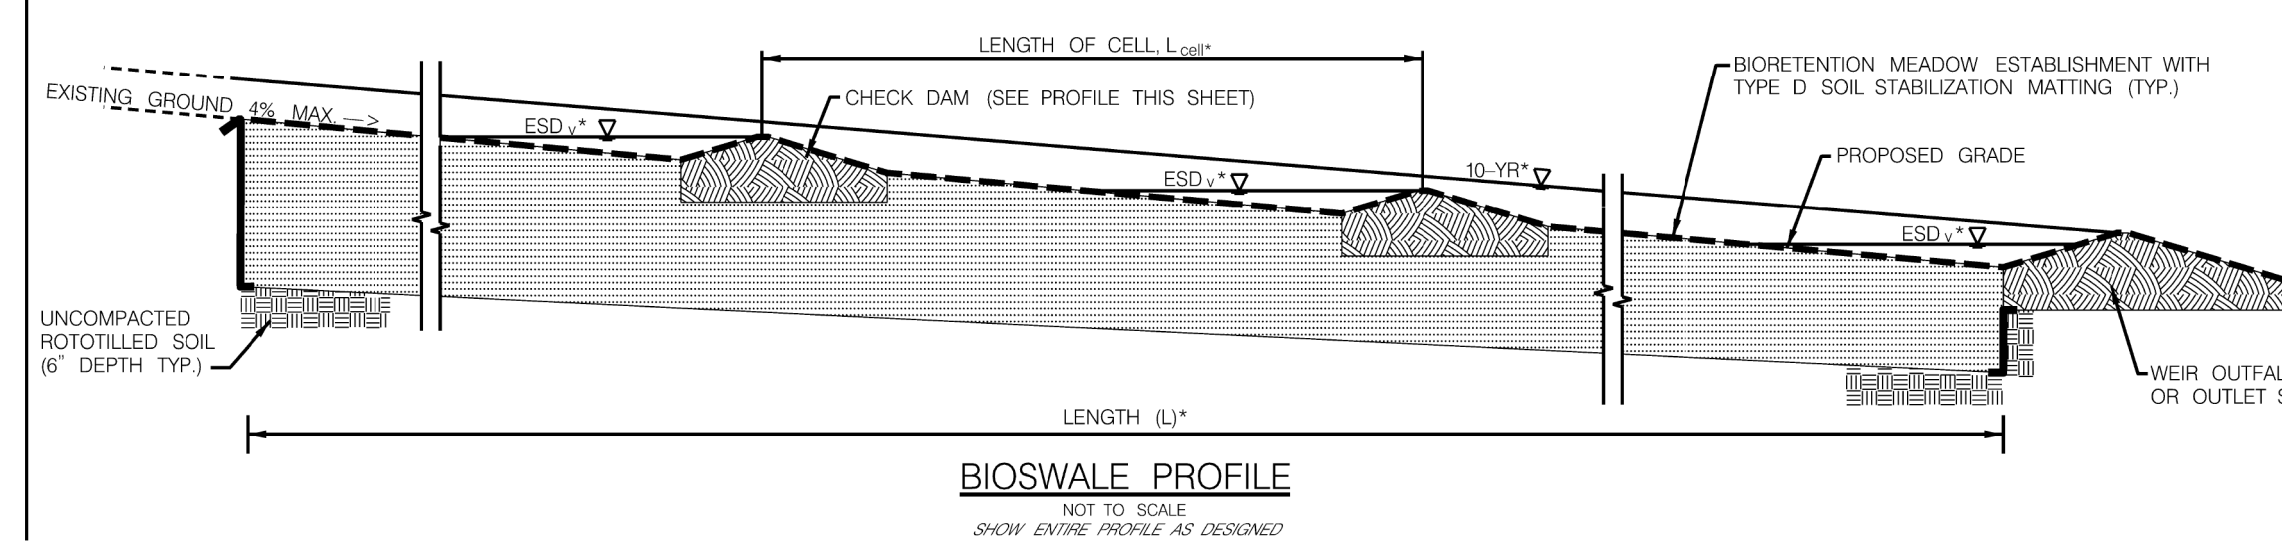 LENGTH OF CELL, Lcell*
BIORETENTION MEADOW ESTABLISHMENT WITH
TYPE D SOIL STABILIZATION MATTING (TYP.)
EXISTING GROUND
4% MAX. —>
CHECK DAM (SEE PROFILE THIS SHEET)
ESDv*
PROPOSED GRADE
10-YR*
ESDv*
ESDv*
UNCOMPACTED
ROTOTILLED SOIL
(6" DEPTH TYP.)
WEIR OUTFAL
OR OUTLET S
LENGTH (L)*
BIOSWALE PROFILE
NOT TO SCALE
SHOW ENTIRE PROFILE AS DESIGNED